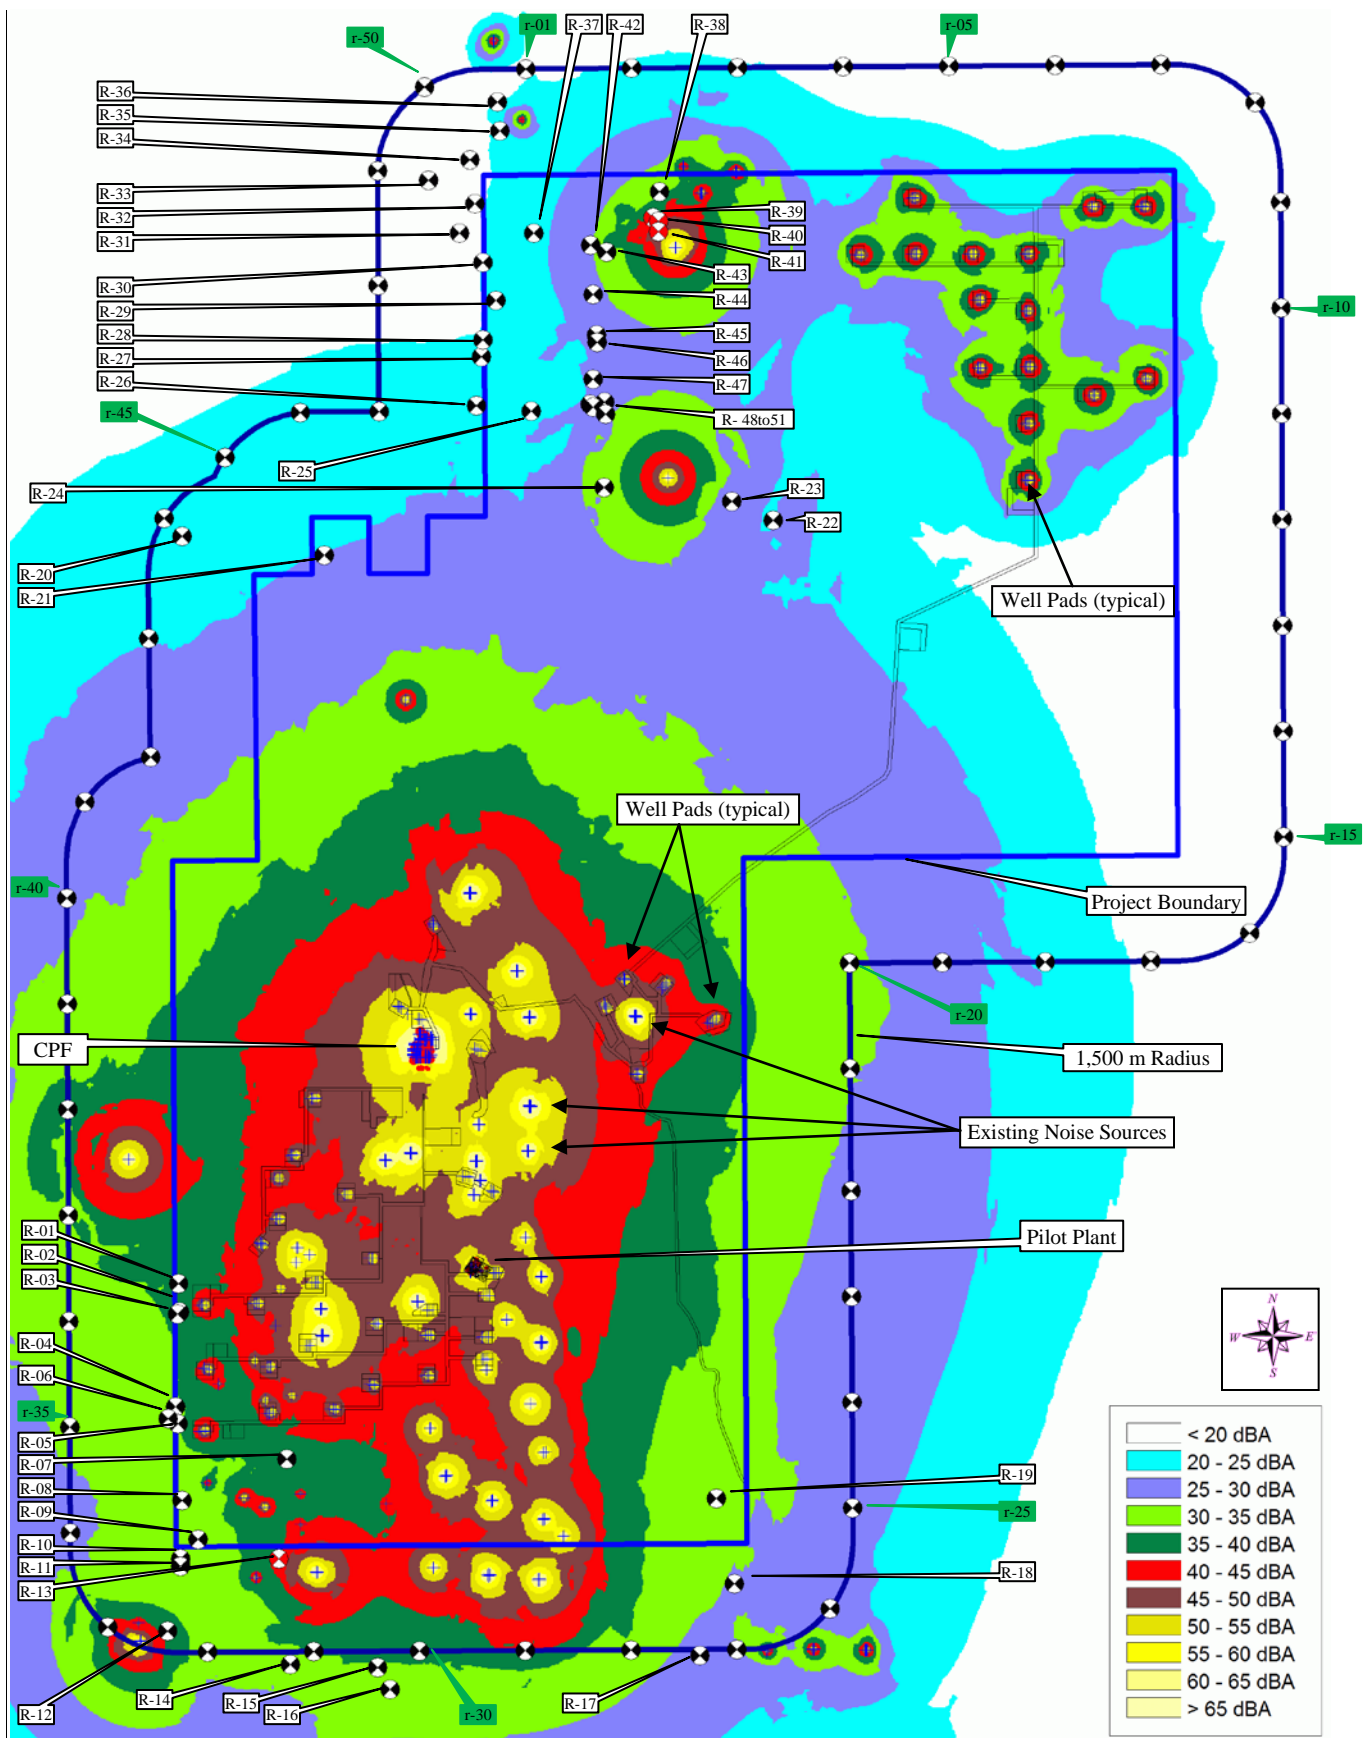 r-01
R-37
R-42
R-38
r-05
r-50
R-36
R-35
R-34
R-33
R-32
R-31
R-30
R-29
R-28
R-27
R-26
r-45
R-25
R-24
R-20
R-21
R-39
R-40
R-41
R-43
R-44
R-45
R-46
R-47
R- 48to51
R-23
R-22
r-10
Well Pads (typical)
Well Pads (typical)
r-15
r-40
Project Boundary
r-20
CPF
1,500 m Radius
Existing Noise Sources
Pilot Plant
R-01
R-02
R-03
R-04
R-06
r-35
R-05
R-07
R-08
R-09
R-10
R-11
R-13
R-12
R-14
R-15
R-16
r-30
R-17
R-18
R-19
r-25
N
W E
S
< 20 dBA
20 - 25 dBA
25 - 30 dBA
30 - 35 dBA
35 - 40 dBA
40 - 45 dBA
45 - 50 dBA
50 - 55 dBA
55 - 60 dBA
60 - 65 dBA
> 65 dBA